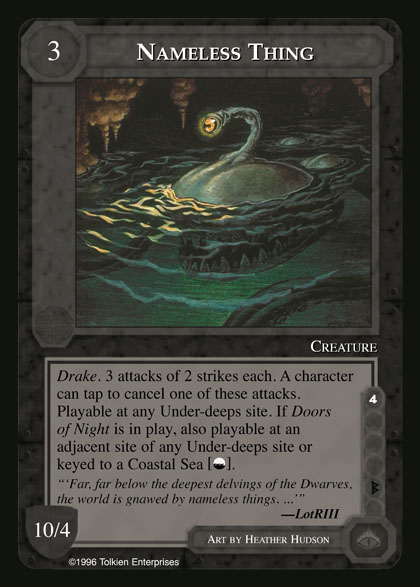 3
NAMELESS THING
CREATURE
Drake. 3 attacks of 2 strikes each. A character
can tap to cancel one of these attacks.
Playable at any Under-deeps site. If Doors
of Night is in play, also playable at an
adjacent site of any Under-deeps site or
keyed to a Coastal Sea [].
4
“‘Far, far below the deepest delvings of the Dwarves,
the world is gnawed by nameless things. ...’”
—LotRIII
10/4
ART BY HEATHER HUDSON
©1996 Tolkien Enterprises